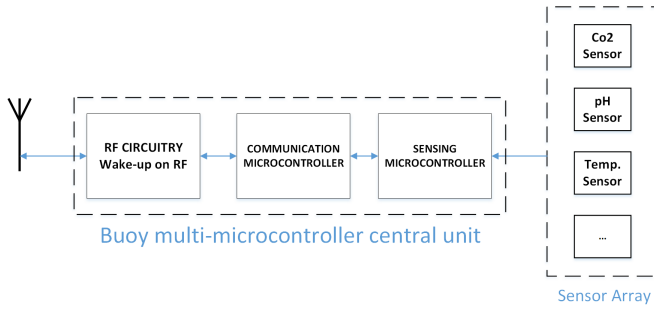 RF CIRCUITRY
Wake-up on RF
COMMUNICATION
MICROCONTROLLER
SENSING
MICROCONTROLLER
Buoy multi-microcontroller central unit
Co2
Sensor
pH
Sensor
Temp.
Sensor
...
Sensor Array